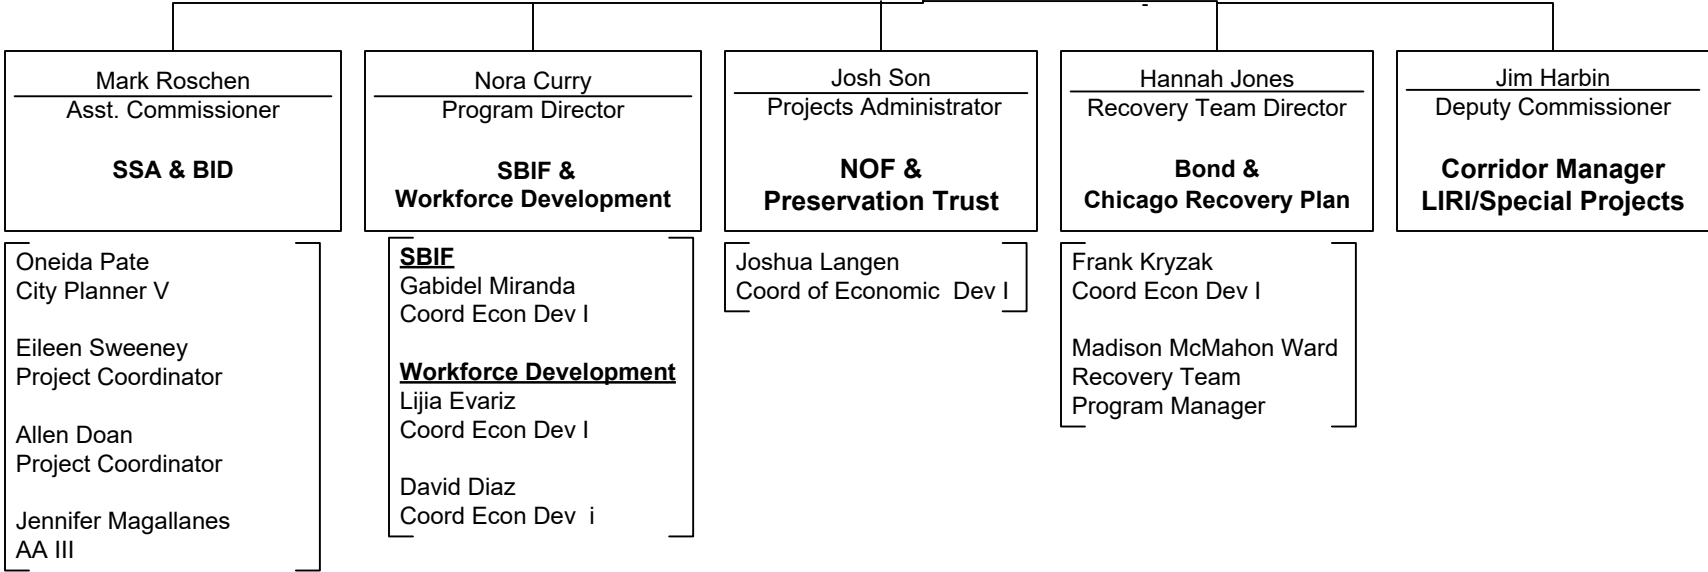 Mark Roschen
Asst. Commissioner
SSA & BID
Oneida Pate
City Planner V
Eileen Sweeney
Project Coordinator
Allen Doan
Project Coordinator
Jennifer Magallanes
AA III
Nora Curry
Program Director
SBIF &
Workforce Development
SBIF
Gabidel Miranda
Coord Econ Dev I
Workforce Development
Lijia Evariz
Coord Econ Dev I
David Diaz
Coord Econ Dev  i
Josh Son
Projects Administrator
NOF &
Preservation Trust
Joshua Langen
Coord of Economic  Dev I
Hannah Jones
Recovery Team Director
Bond &
Chicago Recovery Plan
Frank Kryzak
Coord Econ Dev I
Madison McMahon Ward
Recovery Team
Program Manager
Jim Harbin
Deputy Commissioner
Corridor Manager
LIRI/Special Projects